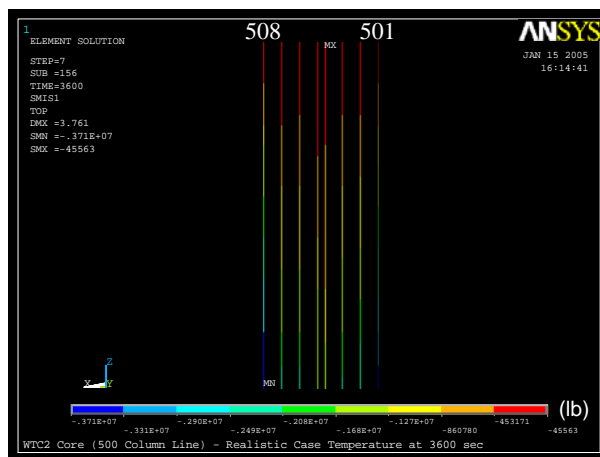 1
ELEMENT SOLUTION
STEP=7
SUB =156
TIME=3600
SMIS1
TOP
DMX =3.761
SMN =-.371E+07
SMX =-45563
508
501
MX
ANSYS
JAN 15 2005
16:14:41
Z
X
Y
MN
(lb)
-.371E+07 -.290E+07 -.208E+07 -.127E+07 -453171
-.331E+07 -.249E+07 -.168E+07 -860780 -45563
WTC2 Core (500 Column Line) - Realistic Case Temperature at 3600 sec